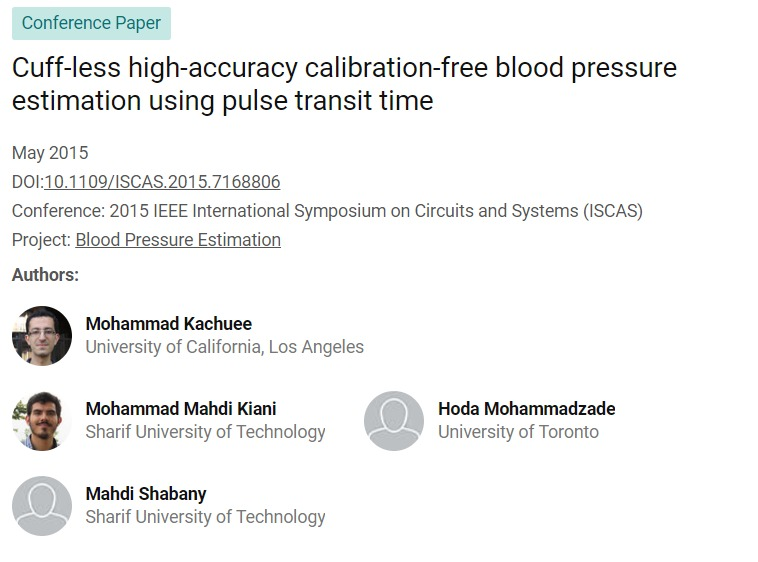 Conference Paper
Cuff-less high-accuracy calibration-free blood pressure
estimation using pulse transit time
May 2015
DOI:10.1109/ISCAS.2015.7168806
Conference: 2015 IEEE International Symposium on Circuits and Systems (ISCAS)
Project: Blood Pressure Estimation
Authors:
Mohammad Kachuee
University of California, Los Angeles
Mohammad Mahdi Kiani
Sharif University of Technology
Hoda Mohammadzade
University of Toronto
Mahdi Shabany
Sharif University of Technology